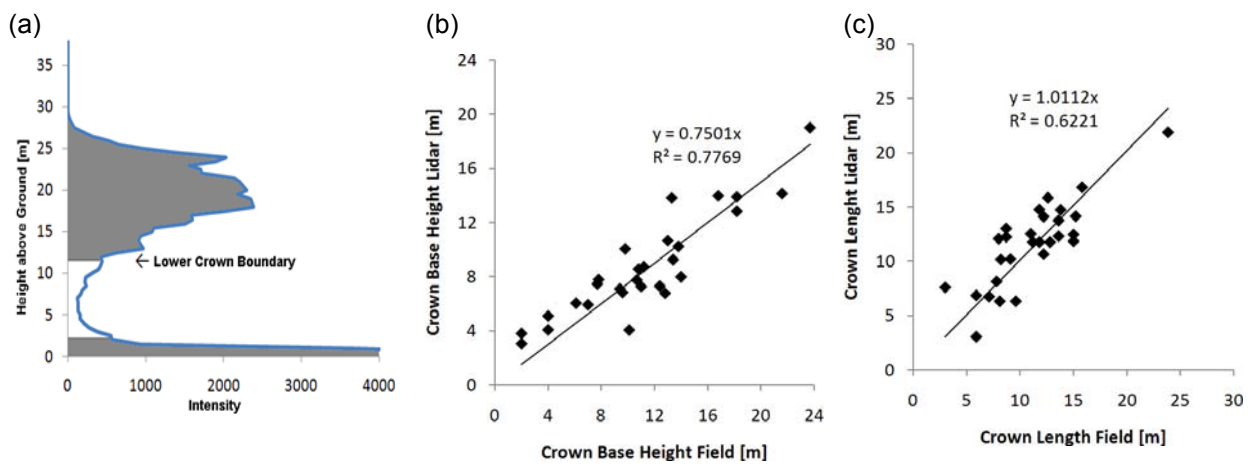 (a)
35
30
25
20
15
10
5
0
Height above Ground [m]
← Lower Crown Boundary
0 1000 2000 3000 4000
Intensity
(b)
24
20
16
12
8
4
0
Crown Base Height Lidar [m]
y = 0.7501x
R² = 0.7769
0 4 8 12 16 20 24
Crown Base Height Field [m]
(c)
30
25
20
15
10
5
0
Crown Lenght Lidar [m]
y = 1.0112x
R² = 0.6221
0 5 10 15 20 25 30
Crown Length Field [m]